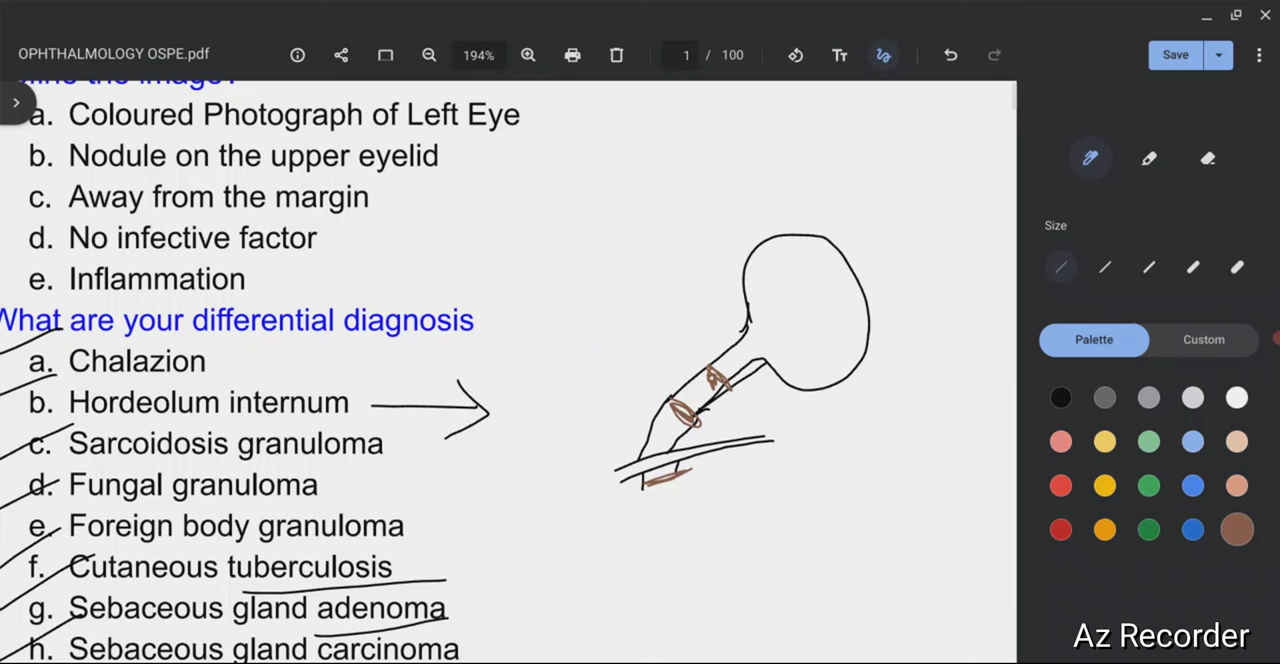 OPHTHALMOLOGY OSPE.pdf
194%
1 / 100
Save
the image?
a. Coloured Photograph of Left Eye
b. Nodule on the upper eyelid
c. Away from the margin
d. No infective factor
e. Inflammation
What are your differential diagnosis
a. Chalazion
b. Hordeolum internum
c. Sarcoidosis granuloma
d. Fungal granuloma
e. Foreign body granuloma
f. Cutaneous tuberculosis
g. Sebaceous gland adenoma
h. Sebaceous gland carcinoma
Size
Palette
Custom
Az Recorder